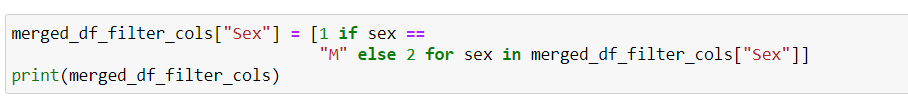 merged_df_filter_cols["Sex"] = [1 if sex ==
"M" else 2 for sex in merged_df_filter_cols["Sex"]]
print(merged_df_filter_cols)